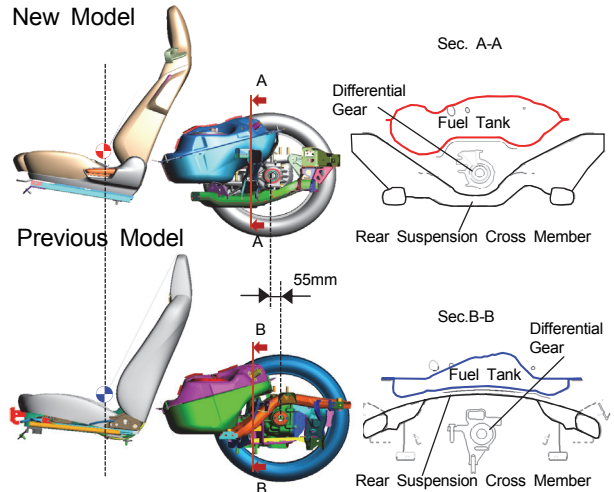 New Model
Sec. A-A
A
Differential
Gear
Fuel Tank
A
Rear Suspension Cross Member
Previous Model
55mm
Sec.B-B
Differential
Gear
B
Fuel Tank
B
Rear Suspension Cross Member